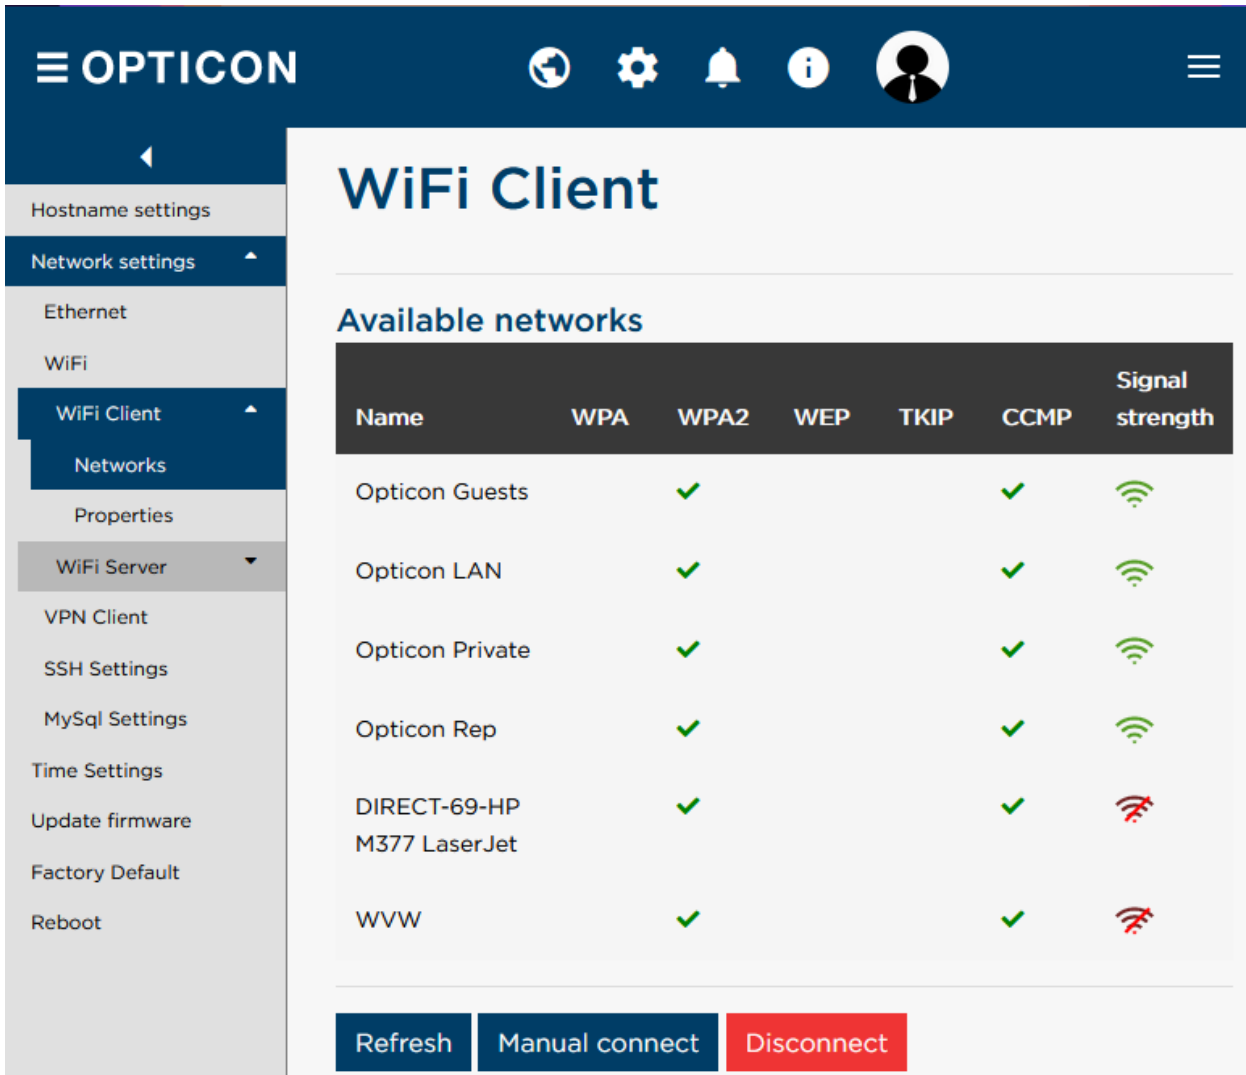 OPTICON
i
Hostname settings
Network settings
Ethernet
WiFi
WiFi Client
Networks
Properties
WiFi Server
VPN Client
SSH Settings
MySql Settings
Time Settings
Update firmware
Factory Default
Reboot
WiFi Client
Available networks
Name WPA WPA2 WEP TKIP CCMP Signal strength
Opticon Guests
Opticon LAN
Opticon Private
Opticon Rep
DIRECT-69-HP
M377 LaserJet
WVW
Refresh Manual connect Disconnect